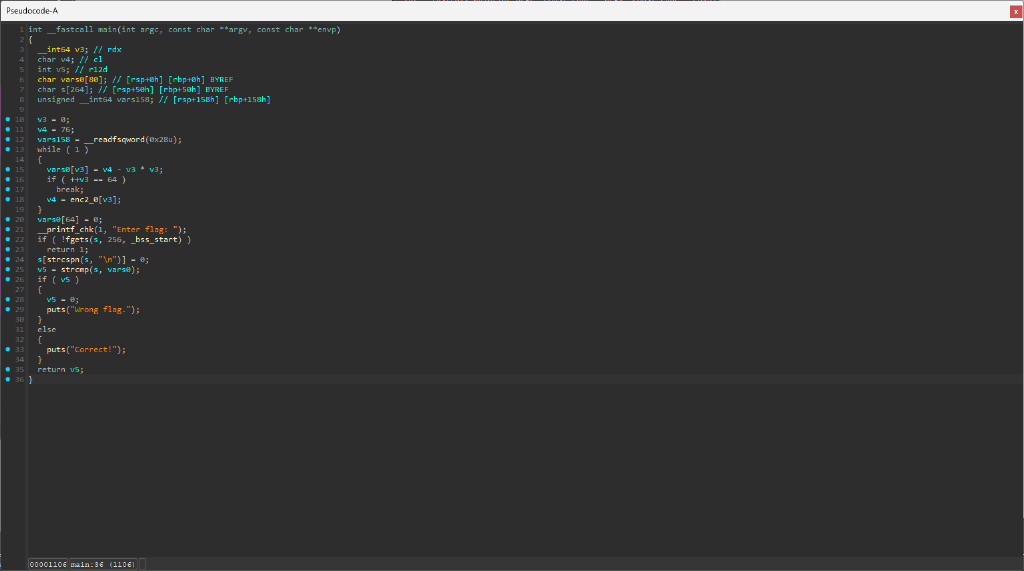 Pseudocode-A
x
1 int __fastcall main(int argc, const char **argv, const char **envp)
2 {
3 __int64 v3; // rdx
4 char v4; // cl
5 int v5; // r12d
6 char vars0[80]; // [rsp+0h] [rbp+0h] BYREF
7 char s[264]; // [rsp+50h] [rbp+50h] BYREF
8 unsigned __int64 vars158; // [rsp+158h] [rbp+158h]
9
10 v3 = 0;
11 v4 = 76;
12 vars158 = __readfsqword(0x28u);
13 while ( 1 )
14 {
15 vars0[v3] = v4 - v3 * v3;
16 if ( ++v3 == 64 )
17 break;
18 v4 = enc2_0[v3];
19 }
20 vars0[64] = 0;
21 __printf_chk(1, "Enter flag: ");
22 if ( !fgets(s, 256, _bss_start) )
23 return 1;
24 s[strcspn(s, "\n")] = 0;
25 v5 = strcmp(s, vars0);
26 if ( v5 )
27 {
28 v5 = 0;
29 puts("Wrong flag.");
30 }
31 else
32 {
33 puts("Correct!");
34 }
35 return v5;
36 }
00001106 main:36 (1106)